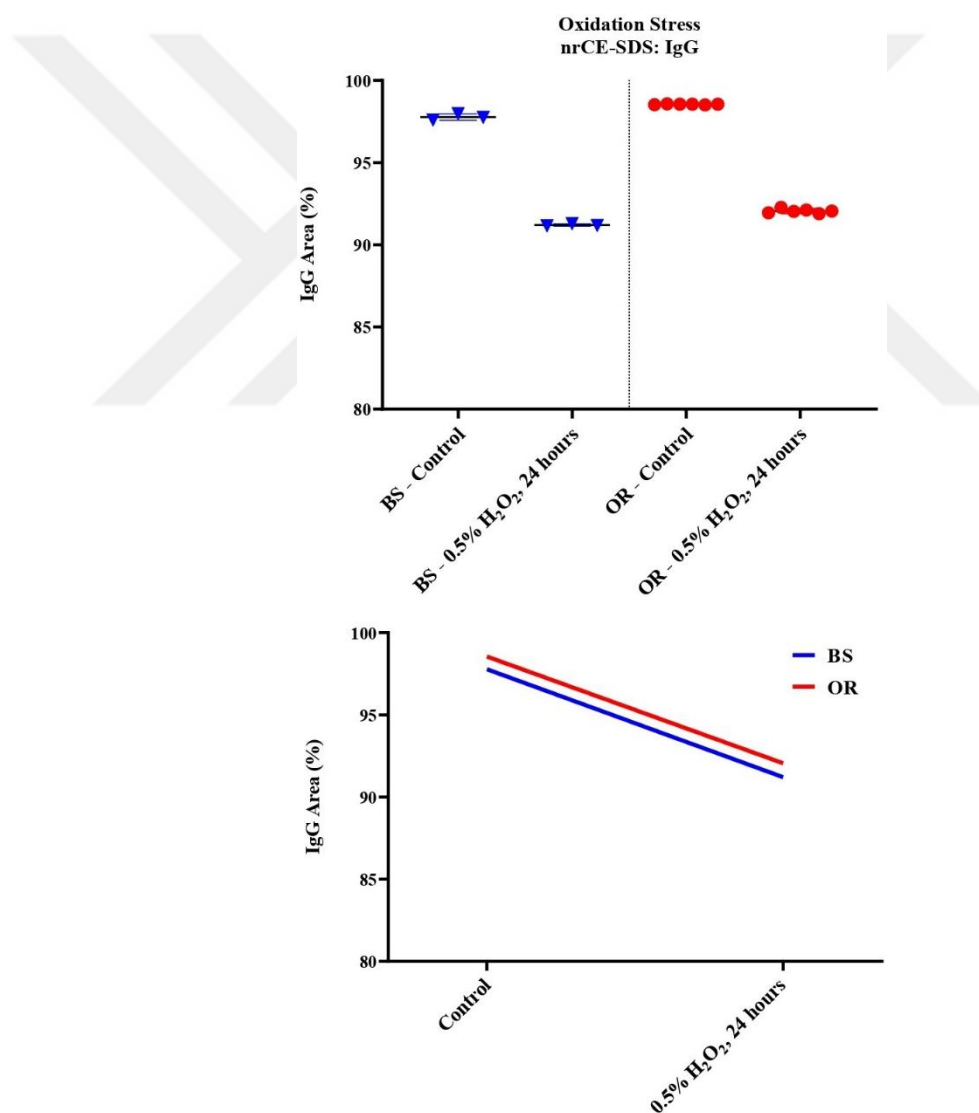 Oxidation Stress
nrCE-SDS: IgG
IgG Area (%)
100
95
90
85
80
BS - Control
BS - 0.5% H₂O₂, 24 hours
OR - Control
OR - 0.5% H₂O₂, 24 hours
IgG Area (%)
100
95
90
85
80
BS
OR
Control
0.5% H₂O₂, 24 hours